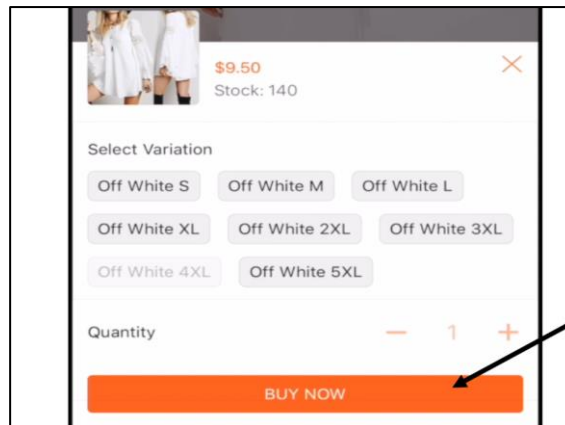 $9.50
Stock: 140
Select Variation
Off White S Off White M Off White L
Off White XL Off White 2XL Off White 3XL
Off White 4XL Off White 5XL
Quantity 1
BUY NOW